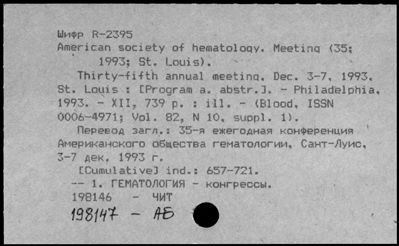 Шифр R-2395
American society of hematology. Meeting (35;
1993; St. Louis).
Thirty-fifth annual meeting. Dec. 3-7, 1993,
St. Louis : [Program a. abstr.]. - Philadelphia,
1993. - XII, 739 p. : ill. - (Blood, ISSN
0006-4971; Vol. 82, N 10, suppl. 1).
Перевод загл.: 35-я ежегодная конференция
Американского общества гематологии, Сант-Луис,
3-7 дек. 1993 г.
[Cumulative] ind.: 657-721.
-- 1. ГЕМАТОЛОГИЯ - конгрессы.
198146 - ЧИТ
198147 - АБ